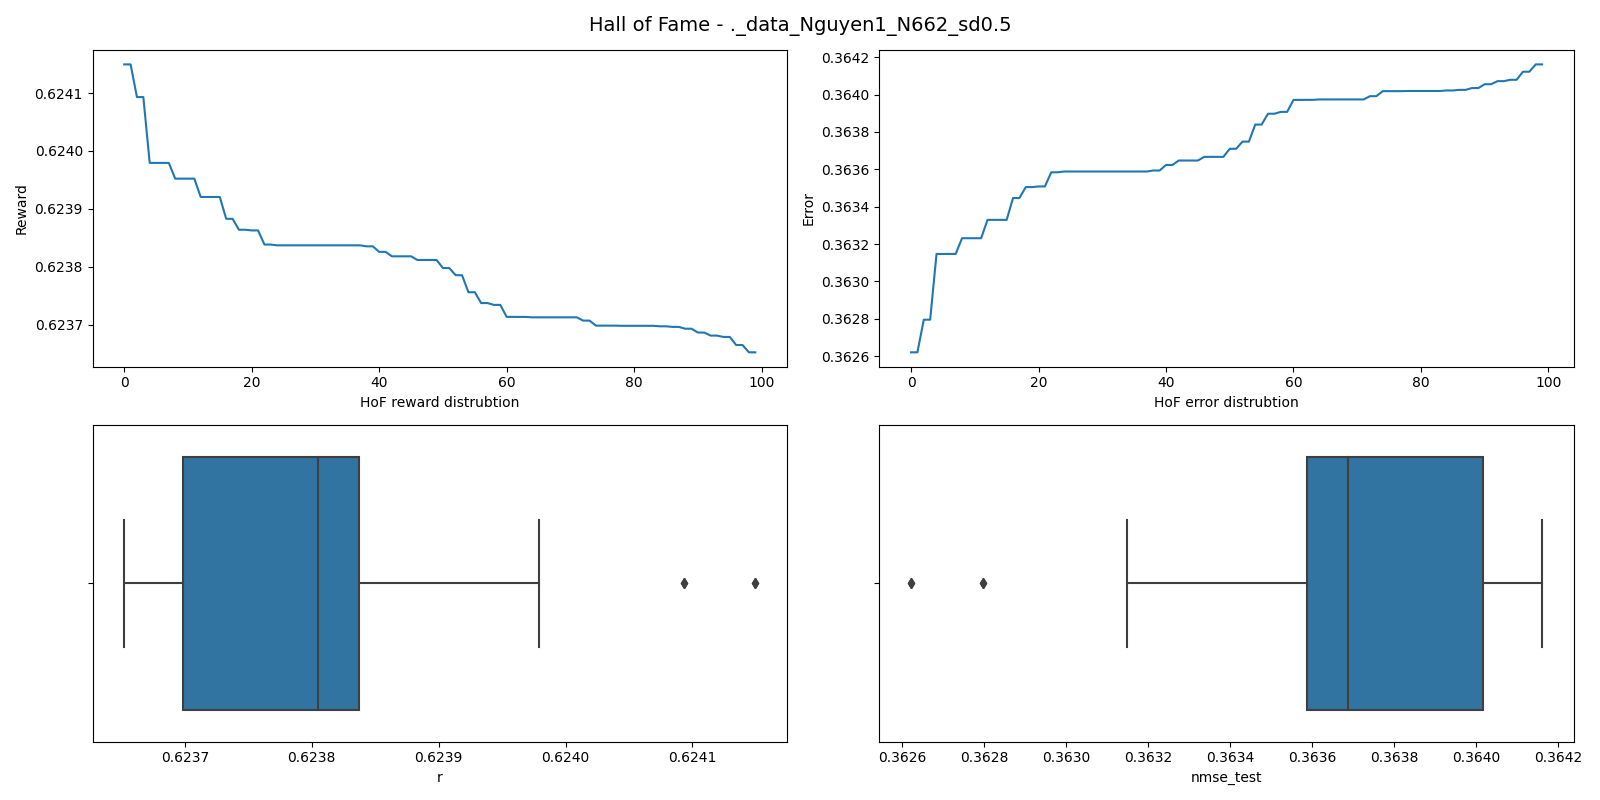 Hall of Fame - ._data_Nguyen1_N662_sd0.5
Reward
0.6241
0.6240
0.6239
0.6238
0.6237
0 20 40 60 80 100
HoF reward distrubtion
Error
0.3642
0.3640
0.3638
0.3636
0.3634
0.3632
0.3630
0.3628
0.3626
0 20 40 60 80 100
HoF error distrubtion
0.6237 0.6238 0.6239 0.6240 0.6241
r
0.3626 0.3628 0.3630 0.3632 0.3634 0.3636 0.3638 0.3640 0.3642
nmse_test